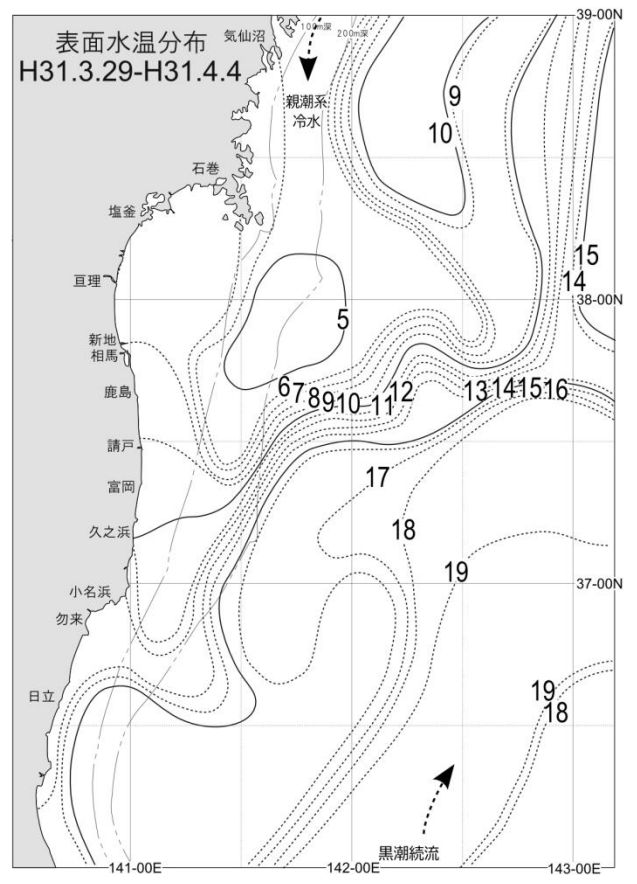 表面水温分布
H31.3.29-H31.4.4
気仙沼
100m深
200m深
39-00N
親潮系
冷水
9
10
石巻
塩釜
15
14
亘理
38-00N
5
新地
相馬
鹿島
6
7
8
9
10
11
12
13
14
15
16
請戸
17
富岡
18
久之浜
19
37-00N
小名浜
勿来
日立
19
18
黒潮続流
141-00E
142-00E
143-00E